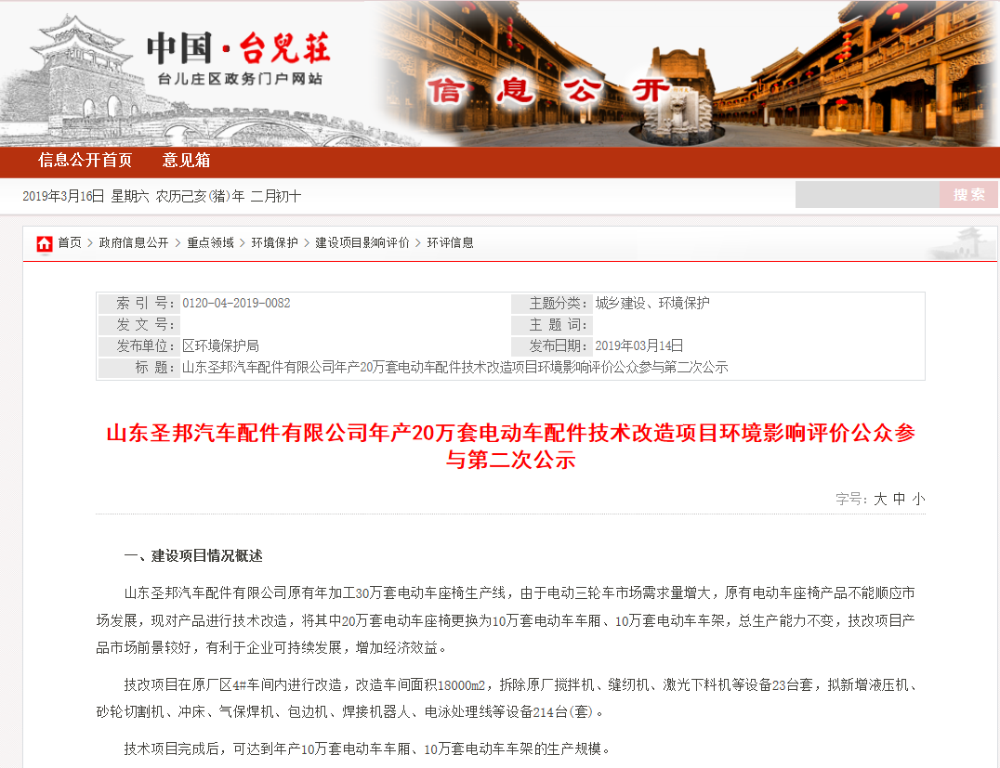 中国·台兒莊
台儿庄区政务门户网站
信息公开
信息公开首页 意见箱
2019年3月16日 星期六 农历己亥(猪)年 二月初十
搜索
首页 > 政府信息公开 > 重点领域 > 环境保护 > 建设项目影响评价 > 环评信息
索 引 号: 0120-04-2019-0082 主题分类: 城乡建设、环境保护
发 文 号: 主 题 词:
发布单位: 区环境保护局 发布日期: 2019年03月14日
标 题: 山东圣邦汽车配件有限公司年产20万套电动车配件技术改造项目环境影响评价公众参与第二次公示
山东圣邦汽车配件有限公司年产20万套电动车配件技术改造项目环境影响评价公众参
与第二次公示
字号: 大 中 小
一、建设项目情况概述
山东圣邦汽车配件有限公司原有年加工30万套电动车座椅生产线，由于电动三轮车市场需求量增大，原有电动车座椅产品不能顺应市
场发展，现对产品进行技术改造，将其中20万套电动车座椅更换为10万套电动车车厢、10万套电动车车架，总生产能力不变，技改项目产
品市场前景较好，有利于企业可持续发展，增加经济效益。
技改项目在原厂区4#车间内进行改造，改造车间面积18000m2，拆除原厂搅拌机、缝纫机、激光下料机等设备23台套，拟新增液压机、
砂轮切割机、冲床、气保焊机、包边机、焊接机器人、电泳处理线等设备214台(套)。
技术项目完成后，可达到年产10万套电动车车厢、10万套电动车车架的生产规模。